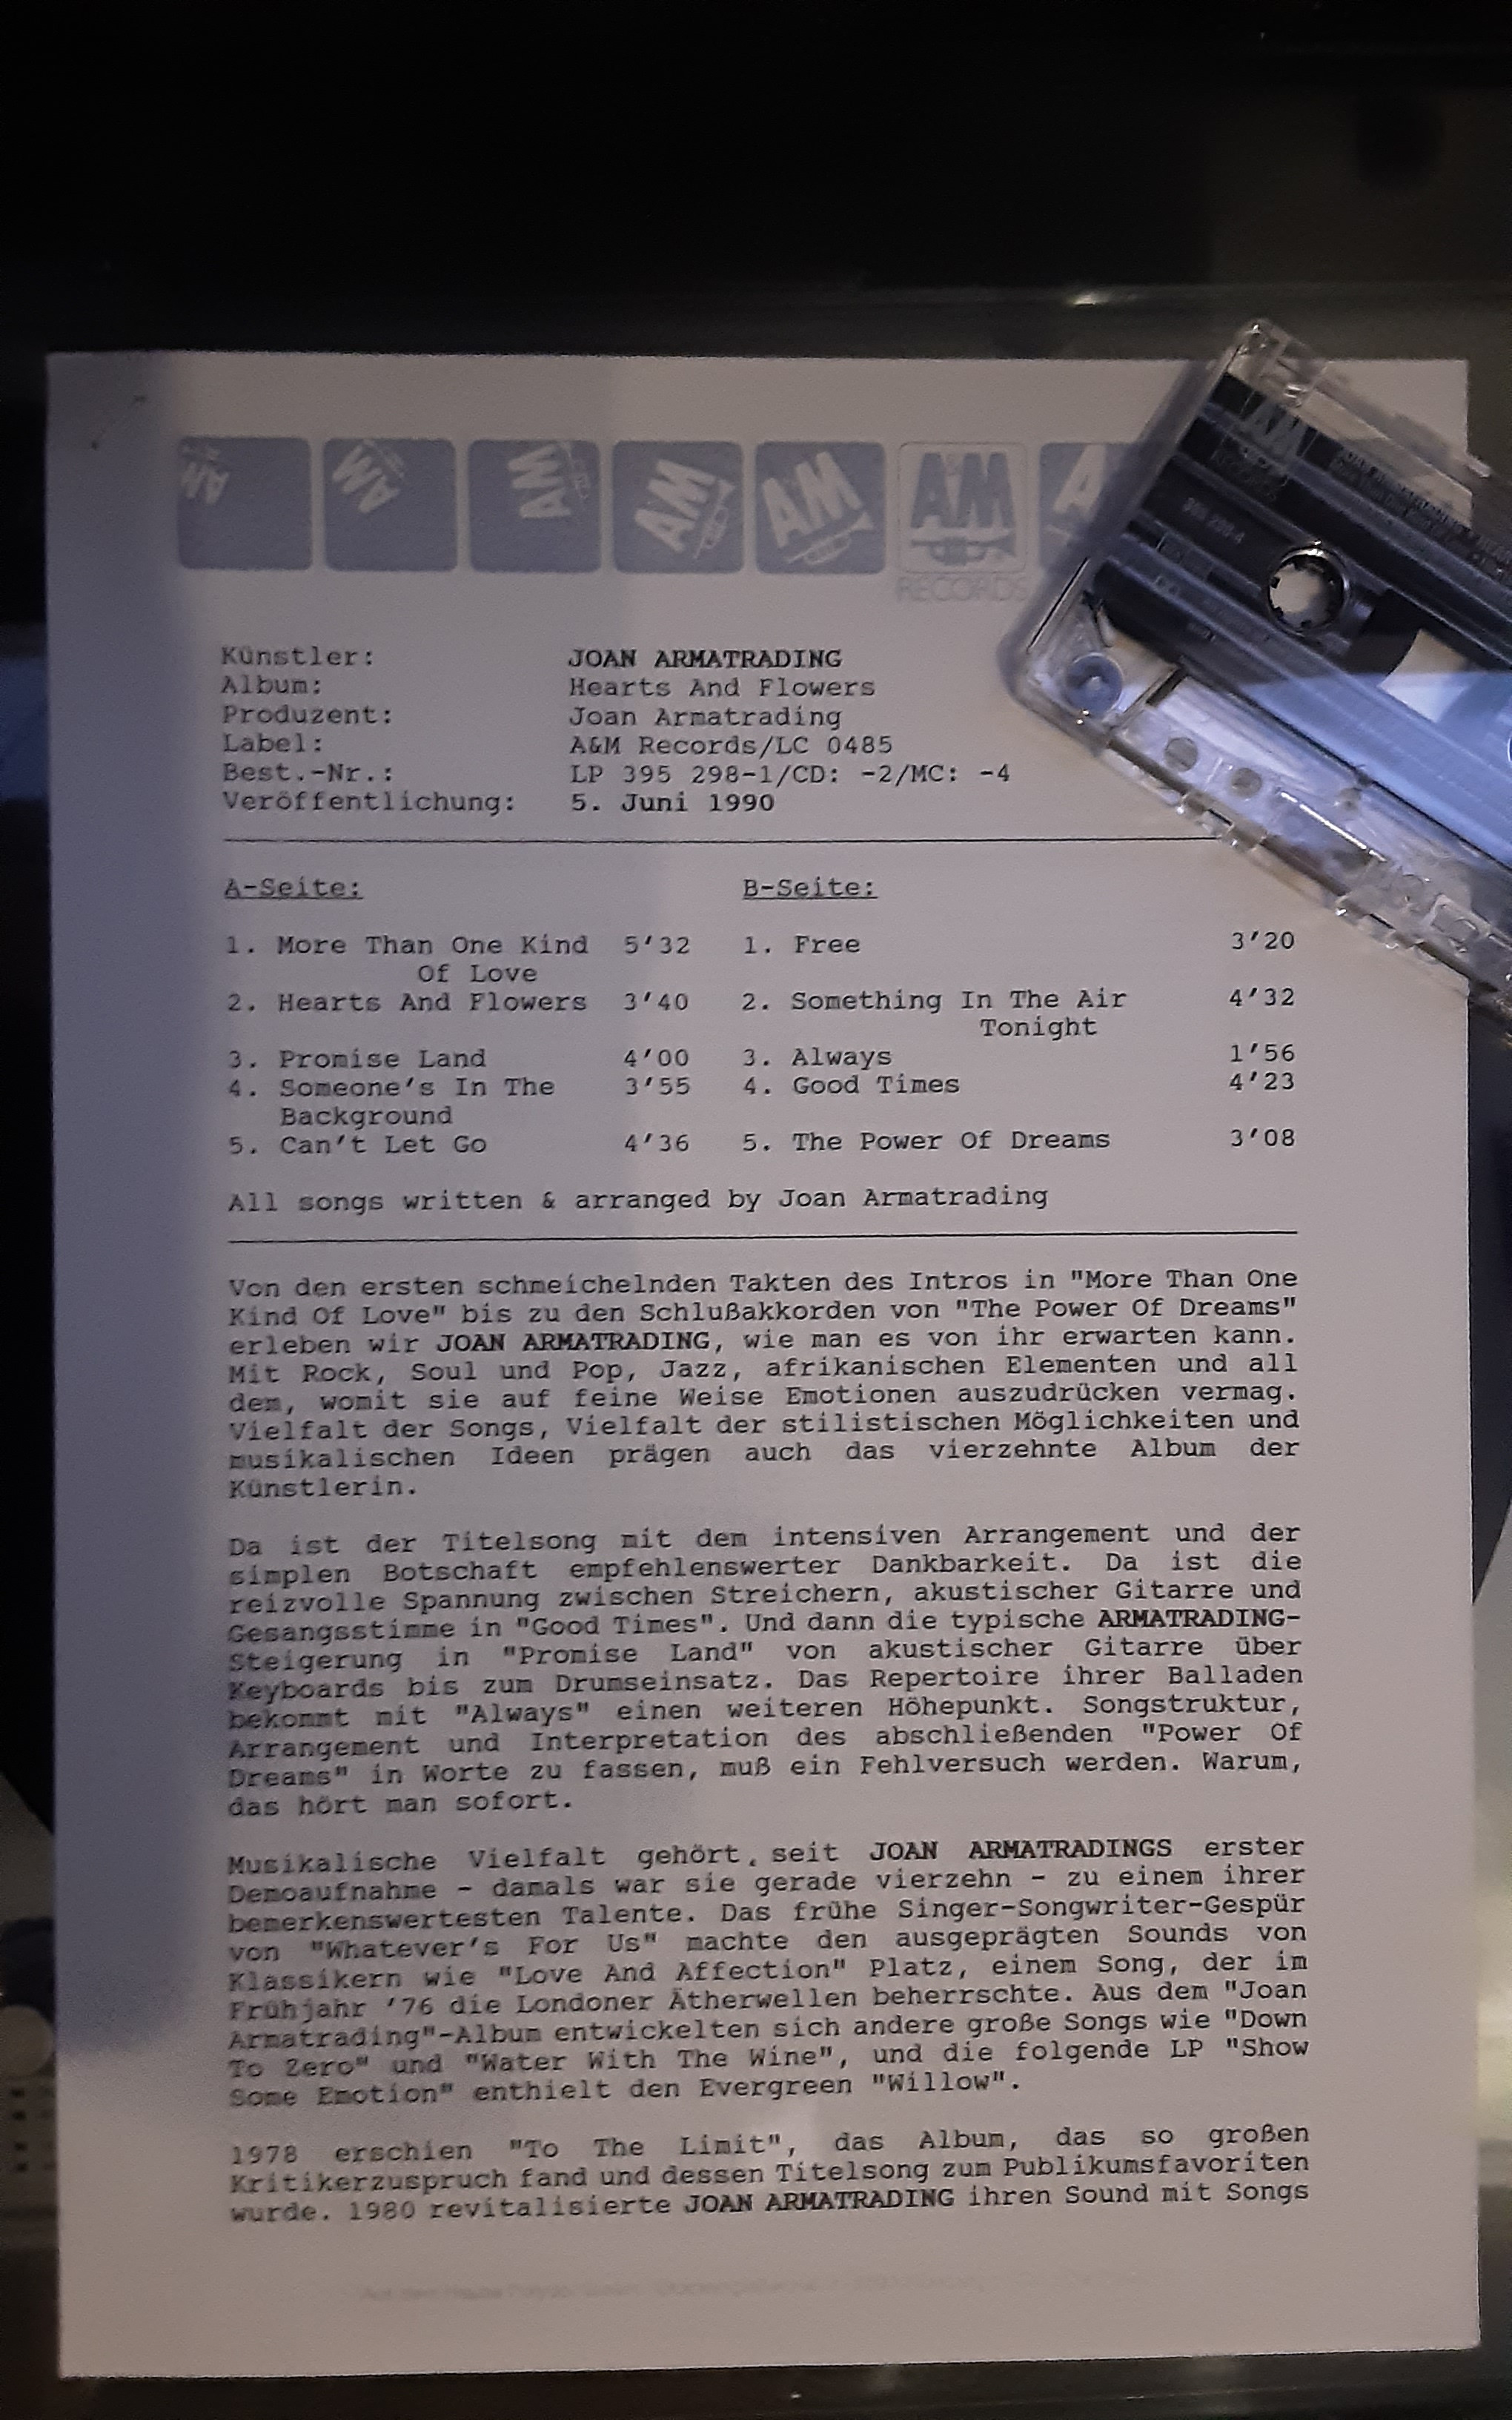 AM
AM
AM
AM
AM
AM
RECORDS
Künstler: JOAN ARMATRADING
Album: Hearts And Flowers
Produzent: Joan Armatrading
Label: A&M Records/LC 0485
Best.-Nr.: LP 395 298-1/CD: -2/MC: -4
Veröffentlichung: 5. Juni 1990
A-Seite: B-Seite:
1. More Than One Kind 5'32 1. Free 3'20
Of Love
2. Hearts And Flowers 3'40 2. Something In The Air 4'32
Tonight
3. Promise Land 4'00 3. Always 1'56
4. Someone's In The 3'55 4. Good Times 4'23
Background
5. Can't Let Go 4'36 5. The Power Of Dreams 3'08
All songs written & arranged by Joan Armatrading
Von den ersten schmeichelnden Takten des Intros in "More Than One
Kind Of Love" bis zu den Schlußakkorden von "The Power Of Dreams"
erleben wir JOAN ARMATRADING, wie man es von ihr erwarten kann.
Mit Rock, Soul und Pop, Jazz, afrikanischen Elementen und all
dem, womit sie auf feine Weise Emotionen auszudrücken vermag.
Vielfalt der Songs, Vielfalt der stilistischen Möglichkeiten und
musikalischen Ideen prägen auch das vierzehnte Album der
Künstlerin.
Da ist der Titelsong mit dem intensiven Arrangement und der
simplen Botschaft empfehlenswerter Dankbarkeit. Da ist die
reizvolle Spannung zwischen Streichern, akustischer Gitarre und
Gesangsstimme in "Good Times". Und dann die typische ARMATRADING-
Steigerung in "Promise Land" von akustischer Gitarre über
Keyboards bis zum Drumseinsatz. Das Repertoire ihrer Balladen
bekommt mit "Always" einen weiteren Höhepunkt. Songstruktur,
Arrangement und Interpretation des abschließenden "Power Of
Dreams" in Worte zu fassen, muß ein Fehlversuch werden. Warum,
das hört man sofort.
Musikalische Vielfalt gehört seit JOAN ARMATRADINGS erster
Demoaufnahme - damals war sie gerade vierzehn - zu einem ihrer
bemerkenswertesten Talente. Das frühe Singer-Songwriter-Gespür
von "Whatever's For Us" machte den ausgeprägten Sounds von
Klassikern wie "Love And Affection" Platz, einem Song, der im
Frühjahr '76 die Londoner Ätherwellen beherrschte. Aus dem "Joan
Armatrading"-Album entwickelten sich andere große Songs wie "Down
To Zero" und "Water With The Wine", und die folgende LP "Show
Some Emotion" enthielt den Evergreen "Willow".
1978 erschien "To The Limit", das Album, das so großen
Kritikerzuspruch fand und dessen Titelsong zum Publikumsfavoriten
wurde. 1980 revitalisierte JOAN ARMATRADING ihren Sound mit Songs